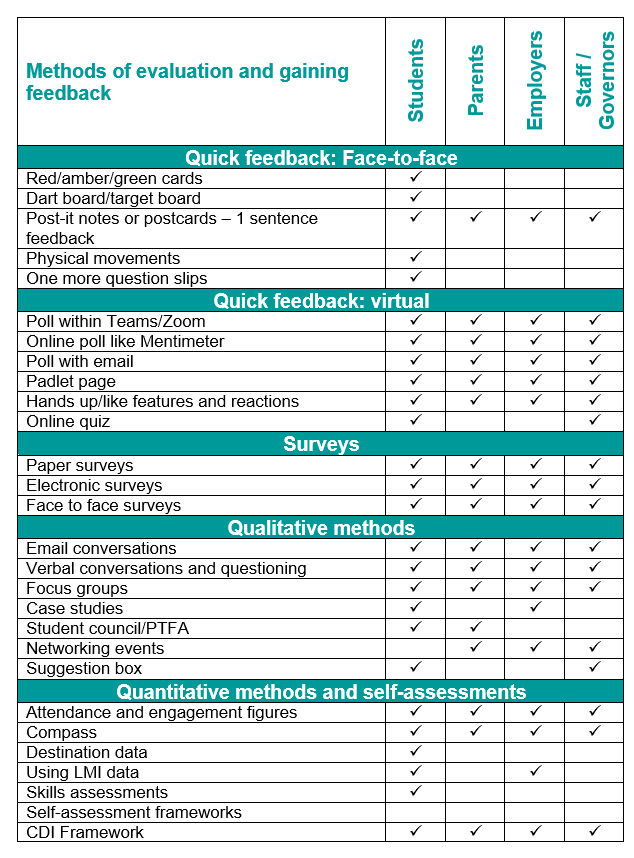 Methods of evaluation and gaining
feedback
Students
Parents
Employers
Staff /
Governors
Quick feedback: Face-to-face
Red/amber/green cards ✓
Dart board/target board ✓
Post-it notes or postcards – 1 sentence ✓ ✓ ✓ ✓
feedback
Physical movements ✓
One more question slips ✓
Quick feedback: virtual
Poll within Teams/Zoom ✓ ✓ ✓ ✓
Online poll like Mentimeter ✓ ✓ ✓ ✓
Poll with email ✓ ✓ ✓ ✓
Padlet page ✓ ✓ ✓ ✓
Hands up/like features and reactions ✓ ✓ ✓ ✓
Online quiz ✓ ✓
Surveys
Paper surveys ✓ ✓ ✓ ✓
Electronic surveys ✓ ✓ ✓ ✓
Face to face surveys ✓ ✓ ✓ ✓
Qualitative methods
Email conversations ✓ ✓ ✓ ✓
Verbal conversations and questioning ✓ ✓ ✓ ✓
Focus groups ✓ ✓ ✓ ✓
Case studies ✓ ✓
Student council/PTFA ✓ ✓
Networking events ✓ ✓ ✓
Suggestion box ✓ ✓
Quantitative methods and self-assessments
Attendance and engagement figures ✓ ✓ ✓ ✓
Compass ✓ ✓ ✓ ✓
Destination data ✓
Using LMI data ✓ ✓
Skills assessments ✓
Self-assessment frameworks
CDI Framework ✓ ✓ ✓ ✓